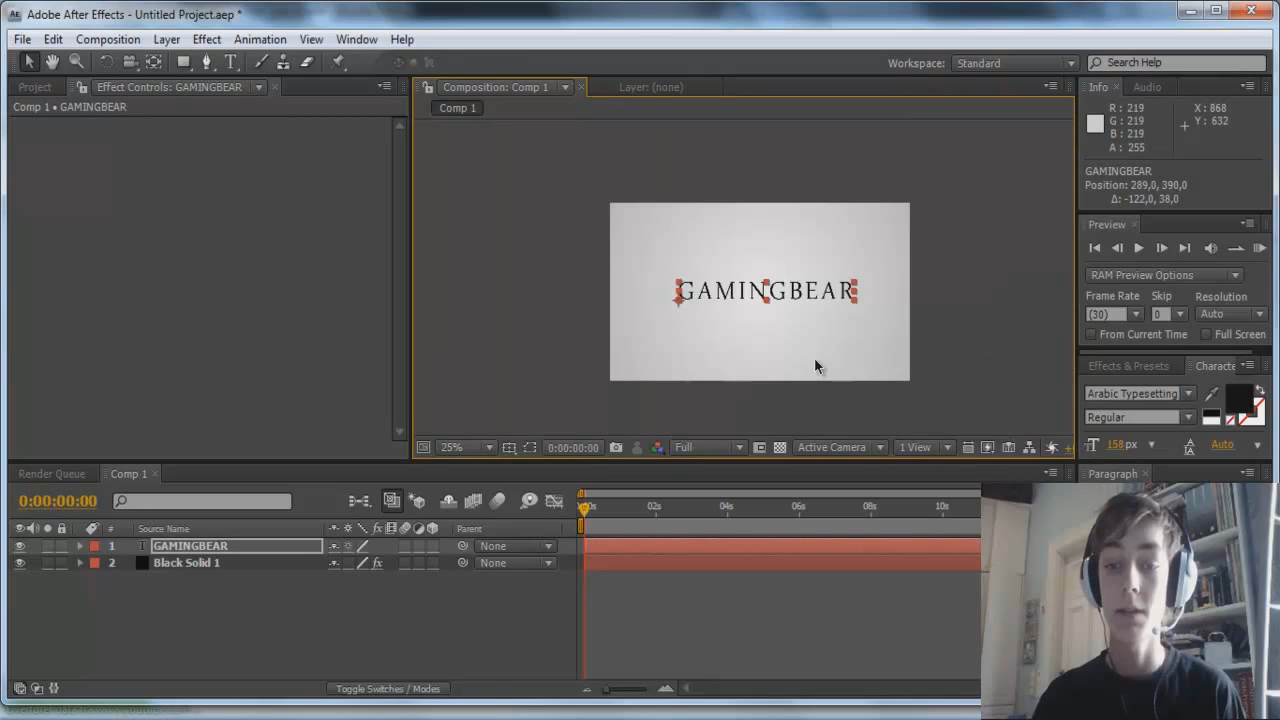 Adobe After Effects - Untitled Project.aep *
File Edit Composition Layer Effect Animation View Window Help
Workspace: Standard Search Help
Project Effect Controls: GAMINGBEAR
Comp 1 • GAMINGBEAR
Composition: Comp 1 Layer: (none)
Comp 1
GAMINGBEAR
25% 0:00:00:00 Full Active Camera 1 View
Info Audio
R : 219
G : 219
B : 219
A : 255
X : 868
Y : 632
GAMINGBEAR
Position: 289,0, 390,0
Δ: -122,0, 38,0
Preview
RAM Preview Options
Frame Rate Skip Resolution
(30) 0 Auto
From Current Time Full Screen
Effects & Presets Characte
Arabic Typesetting
Regular
158 px Auto
Paragraph
Render Queue Comp 1
0:00:00:00
02s 04s 06s 08s 10s
# Source Name Parent
1 GAMINGBEAR None
2 Black Solid 1 None
Toggle Switches / Modes